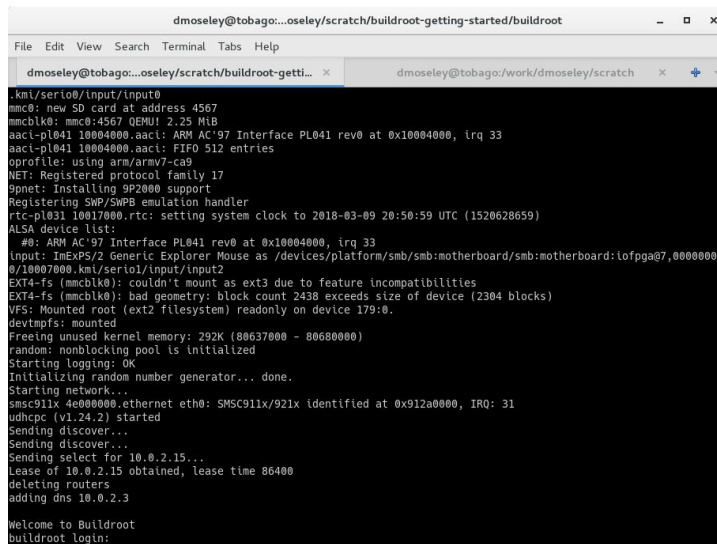 dmoseley@tobago:...oseley/scratch/buildroot-getting-started/buildroot
File Edit View Search Terminal Tabs Help
dmoseley@tobago:...oseley/scratch/buildroot-getti... × dmoseley@tobago:/work/dmoseley/scratch ×
.kmi/serio0/input/input0
mmc0: new SD card at address 4567
mmcblk0: mmc0:4567 QEMU! 2.25 MiB
aaci-pl041 10004000.aaci: ARM AC'97 Interface PL041 rev0 at 0x10004000, irq 33
aaci-pl041 10004000.aaci: FIFO 512 entries
oprofile: using arm/armv7-ca9
NET: Registered protocol family 17
9pnet: Installing 9P2000 support
Registering SWP/SWPB emulation handler
rtc-pl031 10017000.rtc: setting system clock to 2018-03-09 20:50:59 UTC (1520628659)
ALSA device list:
  #0: ARM AC'97 Interface PL041 rev0 at 0x10004000, irq 33
input: ImExPS/2 Generic Explorer Mouse as /devices/platform/smb/smb:motherboard/smb:motherboard:iofpga@7,0000000
0/10007000.kmi/serio1/input/input2
EXT4-fs (mmcblk0): couldn't mount as ext3 due to feature incompatibilities
EXT4-fs (mmcblk0): bad geometry: block count 2438 exceeds size of device (2304 blocks)
VFS: Mounted root (ext2 filesystem) readonly on device 179:0.
devtmpfs: mounted
Freeing unused kernel memory: 292K (80637000 - 80680000)
random: nonblocking pool is initialized
Starting logging: OK
Initializing random number generator... done.
Starting network...
smsc911x 4e000000.ethernet eth0: SMSC911x/921x identified at 0x912a0000, IRQ: 31
udhcpc (v1.24.2) started
Sending discover...
Sending discover...
Sending select for 10.0.2.15...
Lease of 10.0.2.15 obtained, lease time 86400
deleting routers
adding dns 10.0.2.3

Welcome to Buildroot
buildroot login: